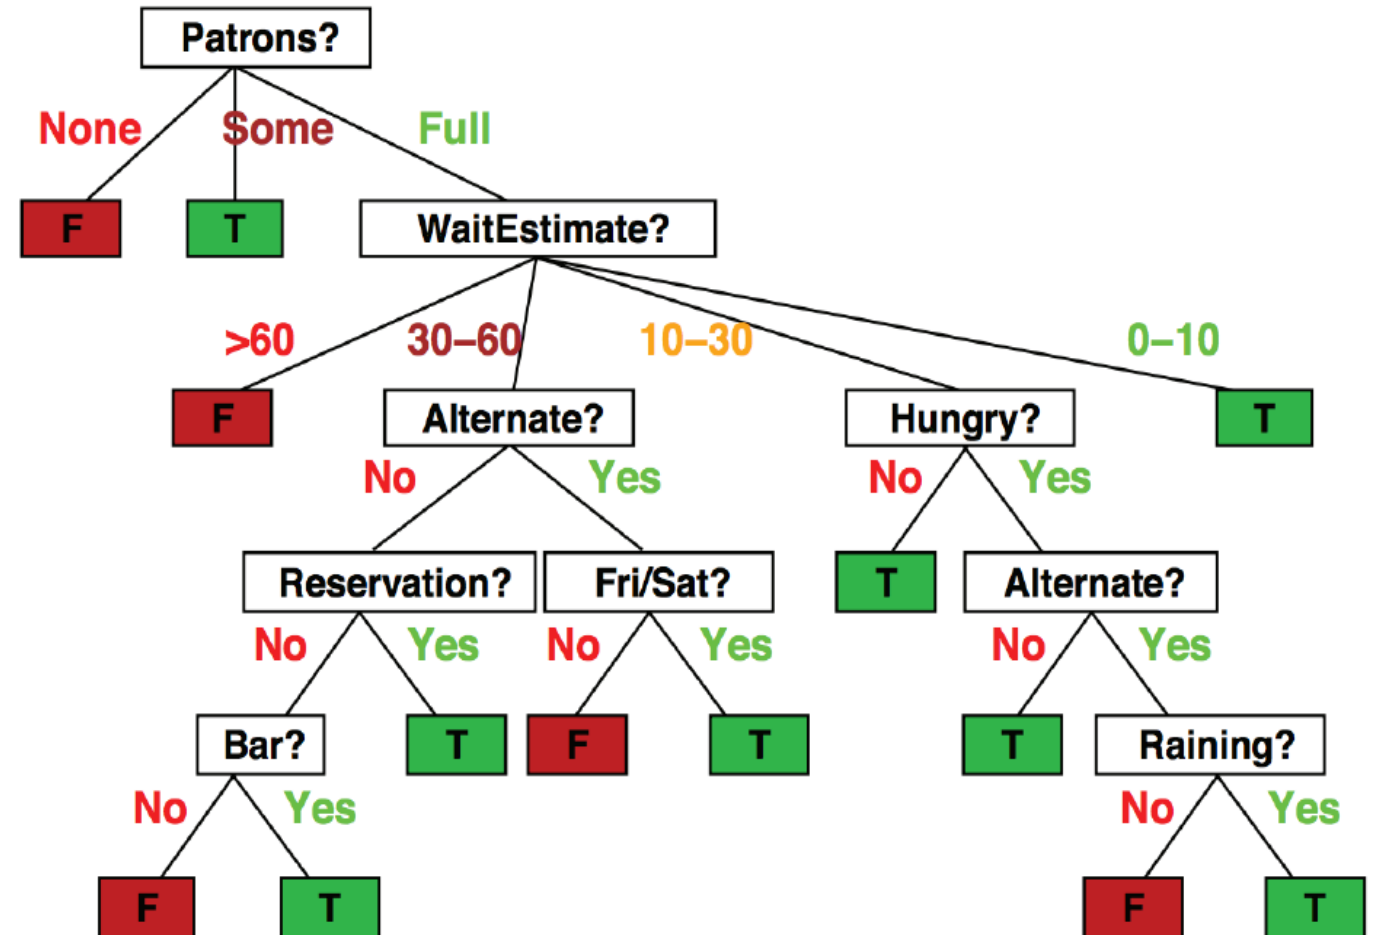 Patrons?
None Some Full
F T WaitEstimate?
>60 30–60 10–30 0–10
F Alternate? Hungry? T
No Yes No Yes
Reservation? Fri/Sat? T Alternate?
No Yes No Yes No Yes
Bar? T F T T Raining?
No Yes No Yes
F T F T